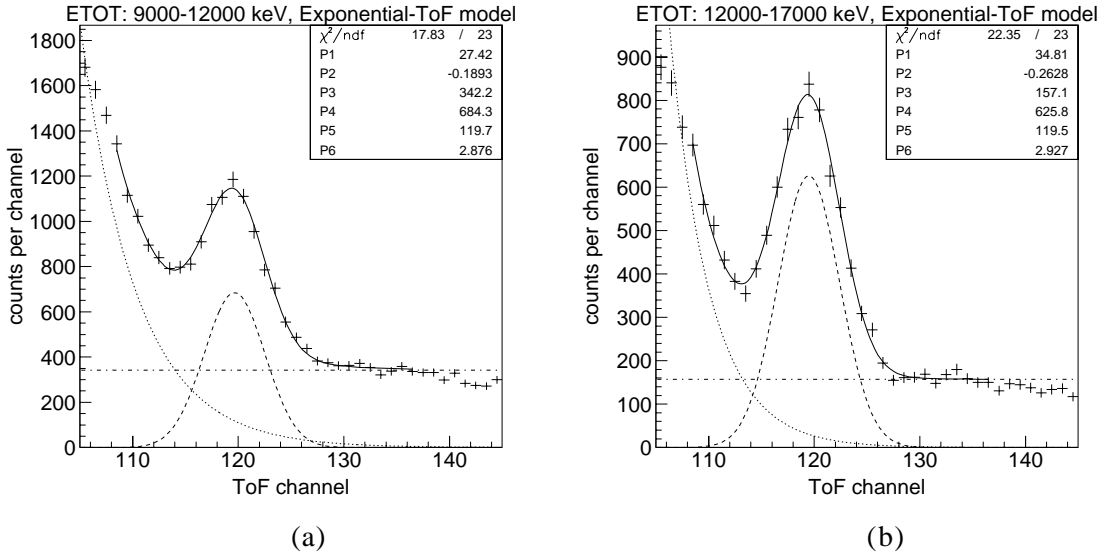 ETOT: 9000-12000 keV, Exponential-ToF model
χ²/ndf 17.83 / 23
P1 27.42
P2 -0.1893
P3 342.2
P4 684.3
P5 119.7
P6 2.876
counts per channel
1800
1600
1400
1200
1000
800
600
400
200
0
110 120 130 140
ToF channel
(a)
ETOT: 12000-17000 keV, Exponential-ToF model
χ²/ndf 22.35 / 23
P1 34.81
P2 -0.2628
P3 157.1
P4 625.8
P5 119.5
P6 2.927
counts per channel
900
800
700
600
500
400
300
200
100
0
110 120 130 140
ToF channel
(b)